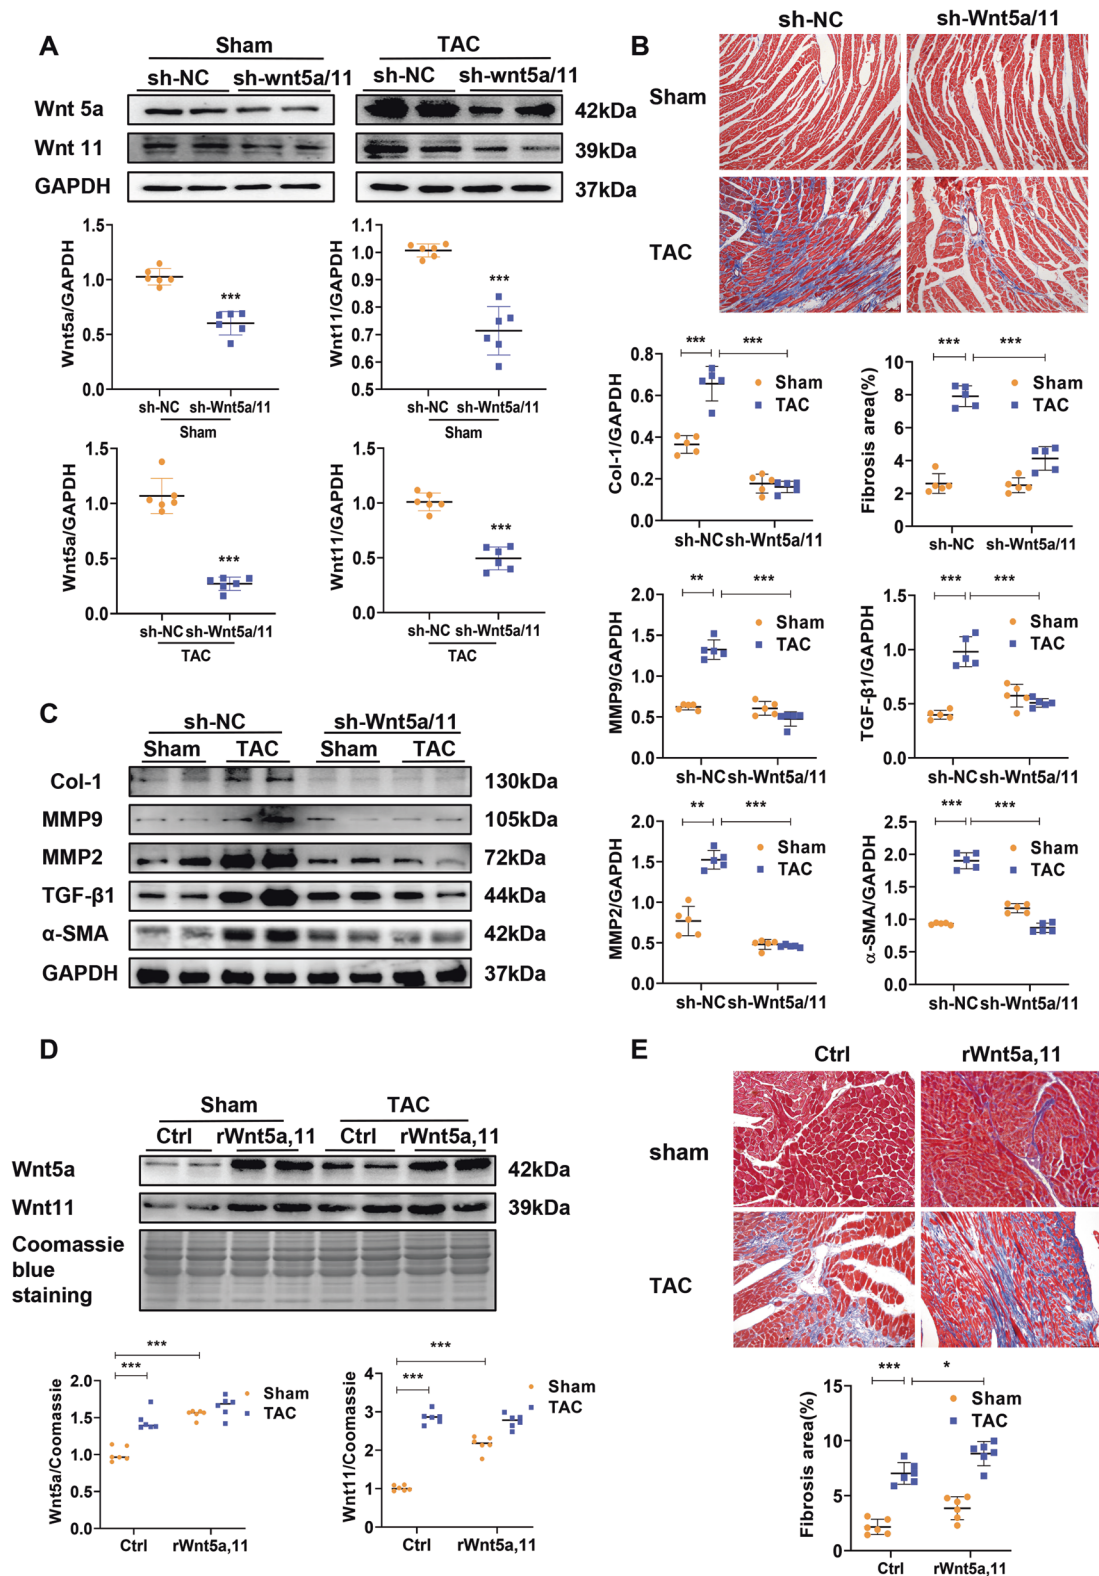 A
Sham
TAC
sh-NC sh-wnt5a/11
sh-NC sh-wnt5a/11
Wnt 5a
42kDa
Wnt 11
39kDa
GAPDH
37kDa
Wnt5a/GAPDH
1.5
1.0
0.5
0.0
***
sh-NC sh-Wnt5a/11
Sham
Wnt11/GAPDH
1.1
1.0
0.9
0.8
0.7
0.6
0.5
***
sh-NC sh-Wnt5a/11
Sham
Wnt5a/GAPDH
1.5
1.0
0.5
0.0
***
sh-NC sh-Wnt5a/11
TAC
Wnt11/GAPDH
1.5
1.0
0.5
0.0
***
sh-NC sh-Wnt5a/11
TAC
B
sh-NC
sh-Wnt5a/11
Sham
TAC
Col-1/GAPDH
0.8
0.6
0.4
0.2
0.0
***
***
Sham
TAC
sh-NC sh-Wnt5a/11
Fibrosis area(%)
10
8
6
4
2
0
***
***
Sham
TAC
sh-NC sh-Wnt5a/11
MMP9/GAPDH
2.0
1.5
1.0
0.5
0.0
**
***
Sham
TAC
sh-NC sh-Wnt5a/11
TGF-β1/GAPDH
1.5
1.0
0.5
0.0
***
***
Sham
TAC
sh-NC sh-Wnt5a/11
MMP2/GAPDH
2.0
1.5
1.0
0.5
0.0
**
***
Sham
TAC
sh-NC sh-Wnt5a/11
α-SMA/GAPDH
2.5
2.0
1.5
1.0
0.5
0.0
***
***
Sham
TAC
sh-NC sh-Wnt5a/11
C
sh-NC
sh-Wnt5a/11
Sham
TAC
Sham
TAC
Col-1
130kDa
MMP9
105kDa
MMP2
72kDa
TGF-β1
44kDa
α-SMA
42kDa
GAPDH
37kDa
D
Sham
TAC
Ctrl
rWnt5a,11
Ctrl
rWnt5a,11
Wnt5a
42kDa
Wnt11
39kDa
Coomassie
blue
staining
Wnt5a/Coomassie
2.0
1.5
1.0
0.5
0.0
***
***
Sham
TAC
Ctrl
rWnt5a,11
Wnt11/Coomassie
4
3
2
1
0
***
***
Sham
TAC
Ctrl
rWnt5a,11
E
Ctrl
rWnt5a,11
sham
TAC
Fibrosis area(%)
15
10
5
0
***
*
Sham
TAC
Ctrl
rWnt5a,11